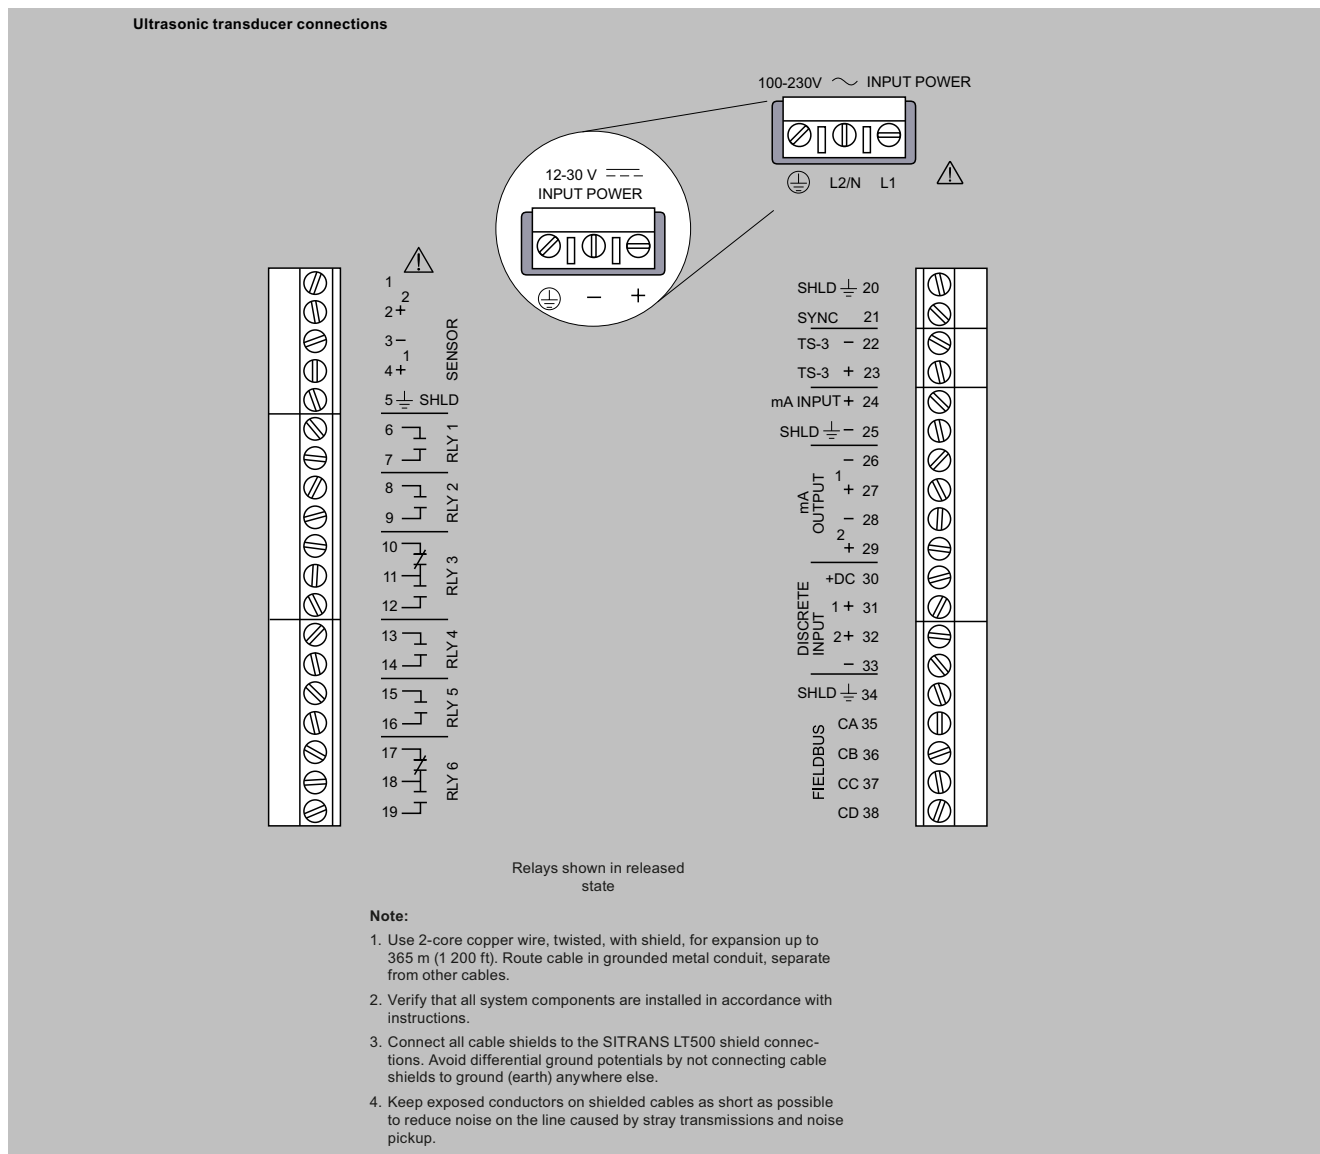 Ultrasonic transducer connections
100-230V INPUT POWER
L2/N L1
12-30 V
INPUT POWER
− +
1
2
2 +
3 −
1
4 +
5 SHLD
SENSOR
6
7
RLY 1
8
9
RLY 2
10
11
12
RLY 3
13
14
RLY 4
15
16
RLY 5
17
18
19
RLY 6
SHLD 20
SYNC 21
TS-3 − 22
TS-3 + 23
mA INPUT + 24
SHLD − 25
− 26
1
+ 27
− 28
2
+ 29
mA
OUTPUT
+DC 30
1 + 31
2 + 32
− 33
DISCRETE
INPUT
SHLD 34
CA 35
CB 36
CC 37
CD 38
FIELDBUS
Relays shown in released
state
Note:
1. Use 2-core copper wire, twisted, with shield, for expansion up to
365 m (1 200 ft). Route cable in grounded metal conduit, separate
from other cables.
2. Verify that all system components are installed in accordance with
instructions.
3. Connect all cable shields to the SITRANS LT500 shield connec-
tions. Avoid differential ground potentials by not connecting cable
shields to ground (earth) anywhere else.
4. Keep exposed conductors on shielded cables as short as possible
to reduce noise on the line caused by stray transmissions and noise
pickup.